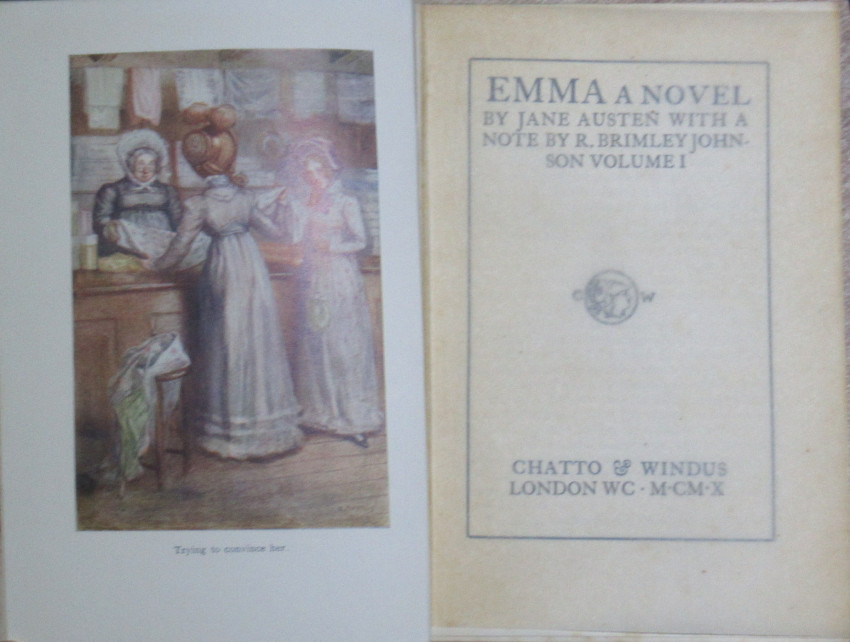 Trying to convince her.
EMMA A NOVEL
BY JANE AUSTEN WITH A
NOTE BY R. BRIMLEY JOHN-
SON VOLUME I
C W
CHATTO & WINDUS
LONDON WC · M·CM·X